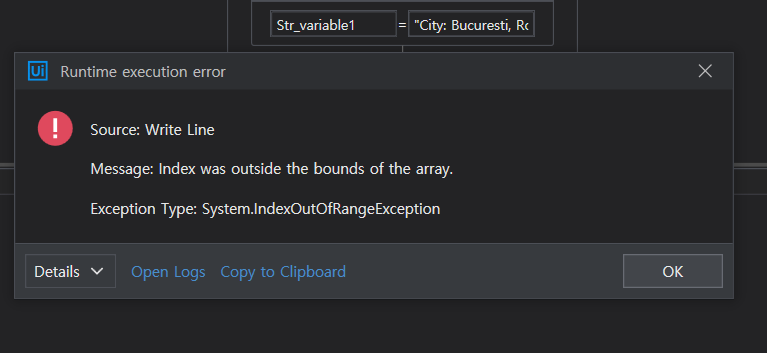 Str_variable1 = "City: Bucuresti, Ro
Ui Runtime execution error
Source: Write Line
Message: Index was outside the bounds of the array.
Exception Type: System.IndexOutOfRangeException
Details Open Logs Copy to Clipboard OK